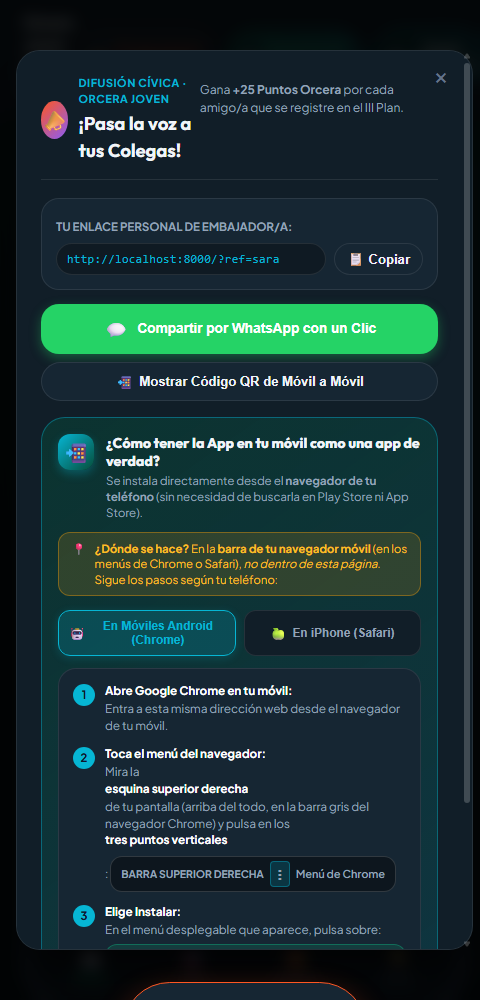 DIFUSIÓN CÍVICA ·
ORCERA JOVEN
¡Pasa la voz a
tus Colegas!
Gana +25 Puntos Orcera por cada
amigo/a que se registre en el III Plan.
×
TU ENLACE PERSONAL DE EMBAJADOR/A:
http://localhost:8000/?ref=sara
Copiar
Compartir por WhatsApp con un Clic
Mostrar Código QR de Móvil a Móvil
¿Cómo tener la App en tu móvil como una app de
verdad?
Se instala directamente desde el navegador de tu
teléfono (sin necesidad de buscarla en Play Store ni App
Store).
¿Dónde se hace? En la barra de tu navegador móvil (en los
menús de Chrome o Safari), no dentro de esta página.
Sigue los pasos según tu teléfono:
En Móviles Android
(Chrome)
En iPhone (Safari)
1 Abre Google Chrome en tu móvil:
Entra a esta misma dirección web desde el navegador
de tu móvil.
2 Toca el menú del navegador:
Mira la
esquina superior derecha
de tu pantalla (arriba del todo, en la barra gris del
navegador Chrome) y pulsa en los
tres puntos verticales
: BARRA SUPERIOR DERECHA ⋮ Menú de Chrome
3 Elige Instalar:
En el menú desplegable que aparece, pulsa sobre: